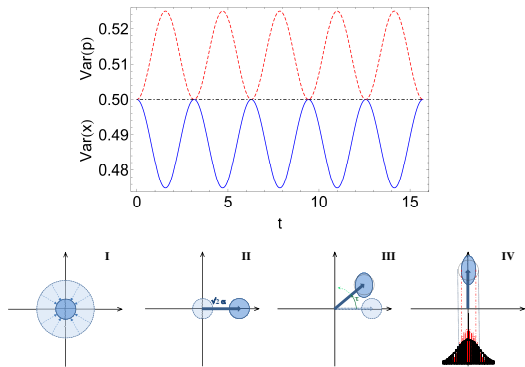 0.52
0.51
0.50
0.49
0.48
Var(p)
Var(x)
0 5 10 15
t
I II III IV
√2 α